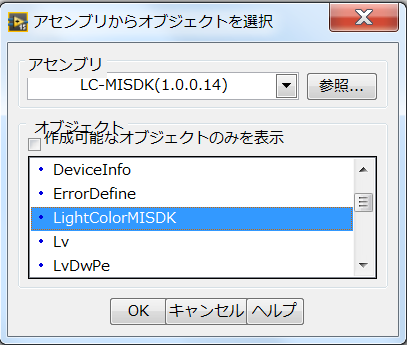 アセンブリからオブジェクトを選択
アセンブリ
LC-MISDK(1.0.0.14)
参照...
オブジェクト
作成可能なオブジェクトのみを表示
DeviceInfo
ErrorDefine
LightColorMISDK
Lv
LvDwPe
OK キャンセル ヘルプ